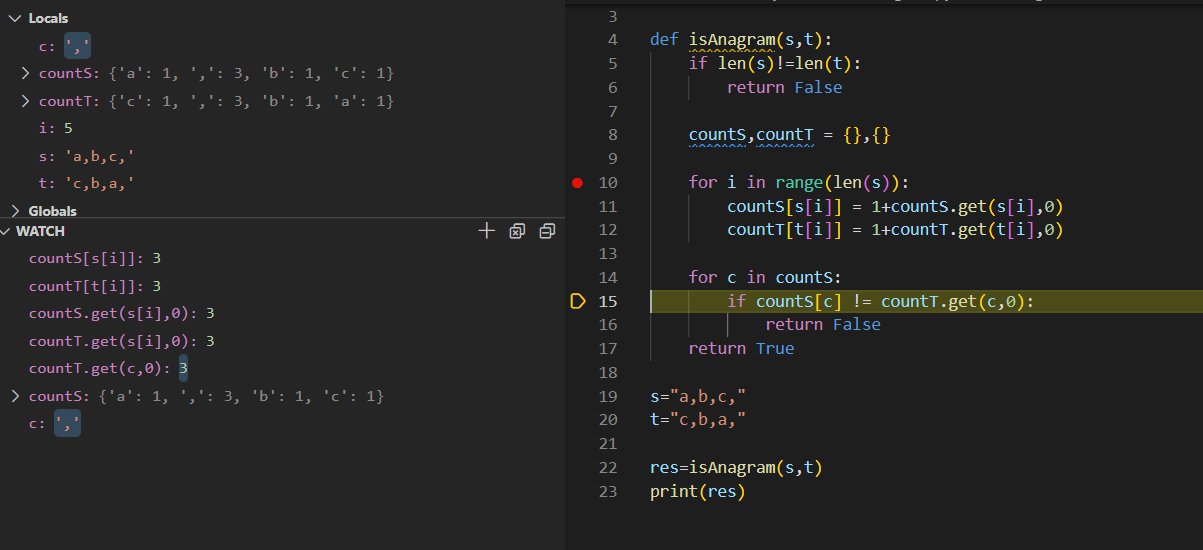 Locals
c: ','
countS: {'a': 1, ',': 3, 'b': 1, 'c': 1}
countT: {'c': 1, ',': 3, 'b': 1, 'a': 1}
i: 5
s: 'a,b,c,'
t: 'c,b,a,'
Globals
WATCH
countS[s[i]]: 3
countT[t[i]]: 3
countS.get(s[i],0): 3
countT.get(s[i],0): 3
countT.get(c,0): 3
countS: {'a': 1, ',': 3, 'b': 1, 'c': 1}
c: ','
3
4 def isAnagram(s,t):
5 if len(s)!=len(t):
6 return False
7
8 countS,countT = {},{}
9
10 for i in range(len(s)):
11 countS[s[i]] = 1+countS.get(s[i],0)
12 countT[t[i]] = 1+countT.get(t[i],0)
13
14 for c in countS:
15 if countS[c] != countT.get(c,0):
16 return False
17 return True
18
19 s="a,b,c,"
20 t="c,b,a,"
21
22 res=isAnagram(s,t)
23 print(res)